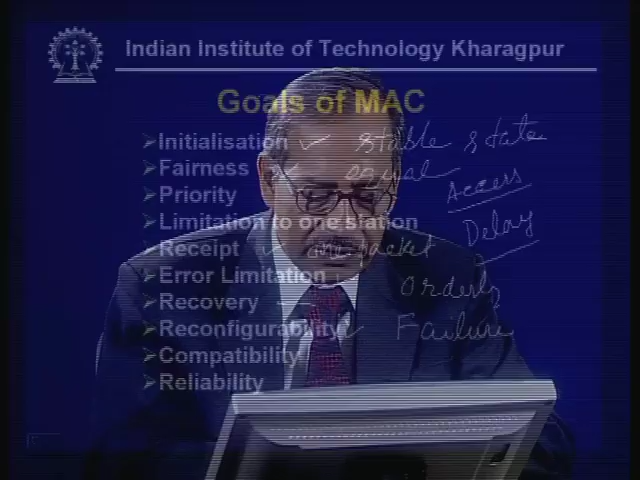 Indian Institute of Technology Kharagpur
Goals of MAC
➢Initialisation ✓ stable state
➢Fairness equal Access
➢Priority
➢Limitation to one station Delay
➢Receipt ✓ one packet
➢Error Limitation Orderly
➢Recovery
➢Reconfigurability ✓ Failure
➢Compatibility
➢Reliability